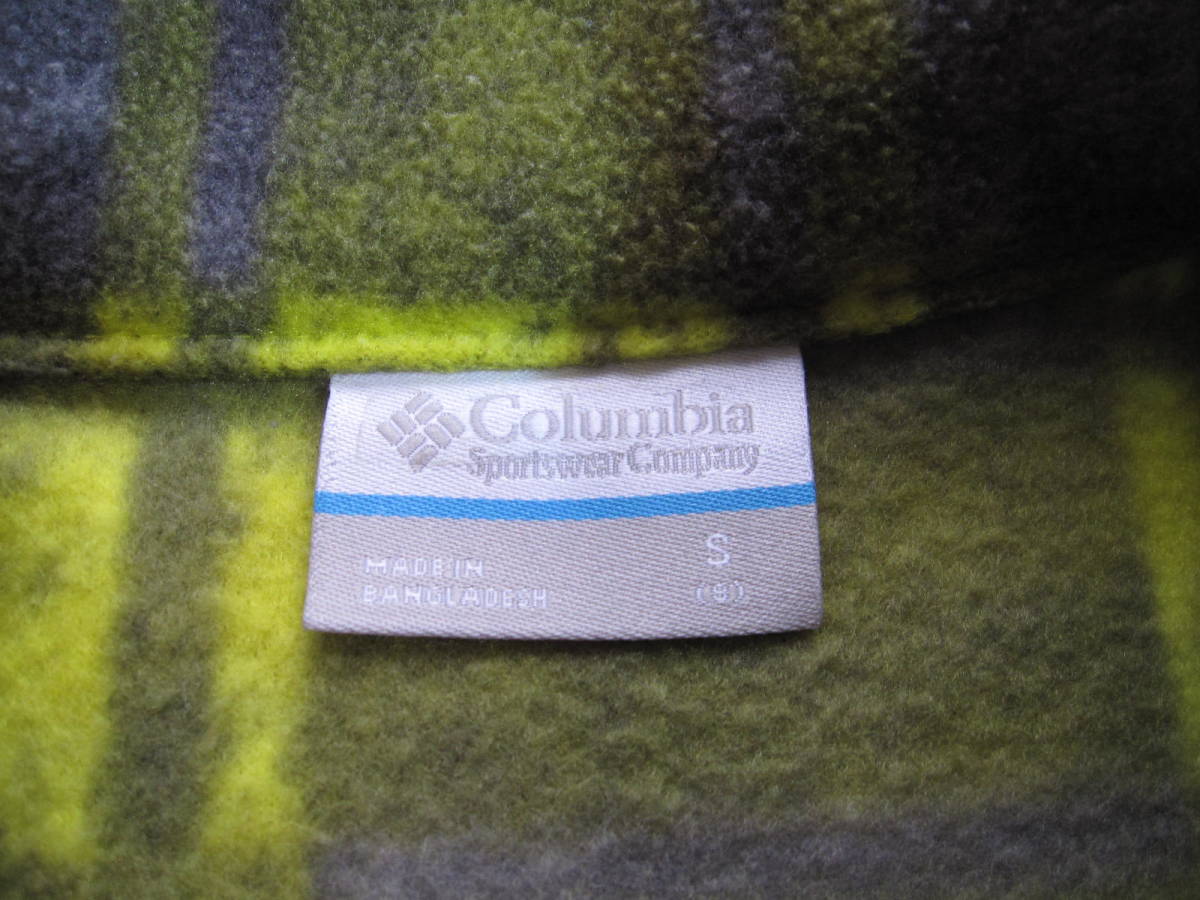 Columbia
Sportswear Company
MADE IN
BANGLADESH
S
(S)